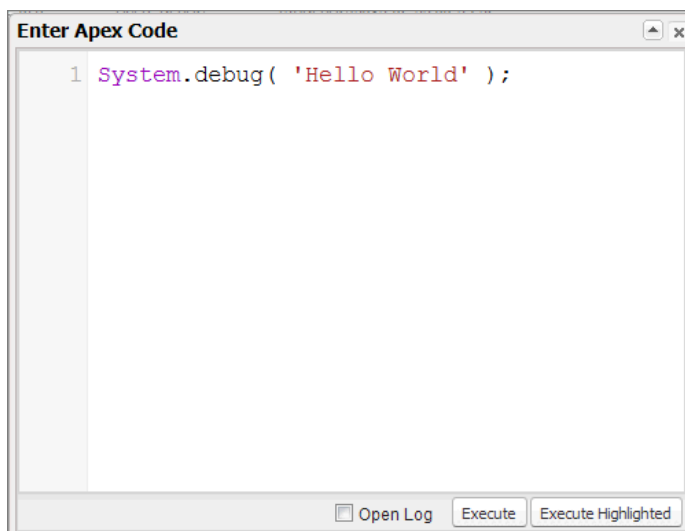 Enter Apex Code
1 System.debug( 'Hello World' );
Open Log Execute Execute Highlighted